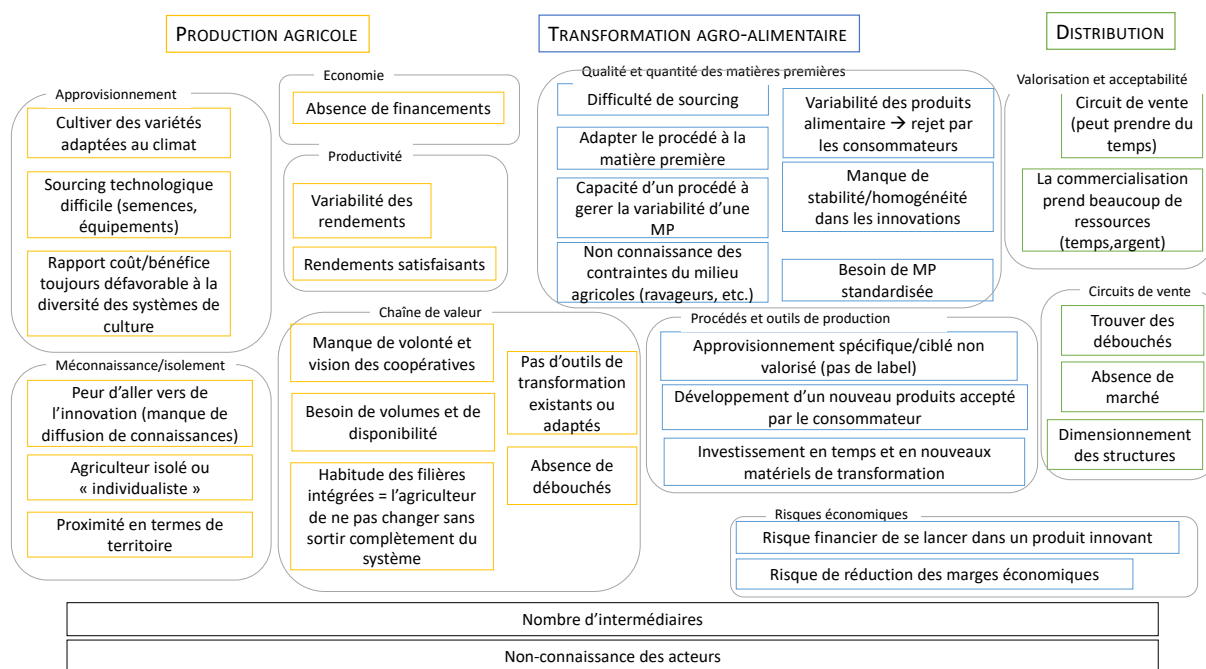 PRODUCTION AGRICOLE
TRANSFORMATION AGRO-ALIMENTAIRE
DISTRIBUTION
Approvisionnement
Cultiver des variétés
adaptées au climat
Sourcing technologique
difficile (semences,
équipements)
Rapport coût/bénéfice
toujours défavorable à la
diversité des systèmes de
culture
Méconnaissance/isolement
Peur d’aller vers de
l’innovation (manque de
diffusion de connaissances)
Agriculteur isolé ou
« individualiste »
Proximité en termes de
territoire
Economie
Absence de financements
Productivité
Variabilité des
rendements
Rendements satisfaisants
Chaîne de valeur
Manque de volonté et
vision des coopératives
Besoin de volumes et de
disponibilité
Habitude des filières
intégrées = l’agriculteur
de ne pas changer sans
sortir complètement du
système
Pas d’outils de
transformation
existants ou
adaptés
Absence de
débouchés
Qualité et quantité des matières premières
Difficulté de sourcing
Adapter le procédé à la
matière première
Capacité d’un procédé à
gerer la variabilité d’une
MP
Non connaissance des
contraintes du milieu
agricoles (ravageurs, etc.)
Variabilité des produits
alimentaire → rejet par
les consommateurs
Manque de
stabilité/homogénéité
dans les innovations
Besoin de MP
standardisée
Procédés et outils de production
Approvisionnement spécifique/ciblé non
valorisé (pas de label)
Développement d’un nouveau produits accepté
par le consommateur
Investissement en temps et en nouveaux
matériels de transformation
Risques économiques
Risque financier de se lancer dans un produit innovant
Risque de réduction des marges économiques
Valorisation et acceptabilité
Circuit de vente
(peut prendre du
temps)
La commercialisation
prend beaucoup de
ressources
(temps,argent)
Circuits de vente
Trouver des
débouchés
Absence de
marché
Dimensionnement
des structures
Nombre d’intermédiaires
Non-connaissance des acteurs